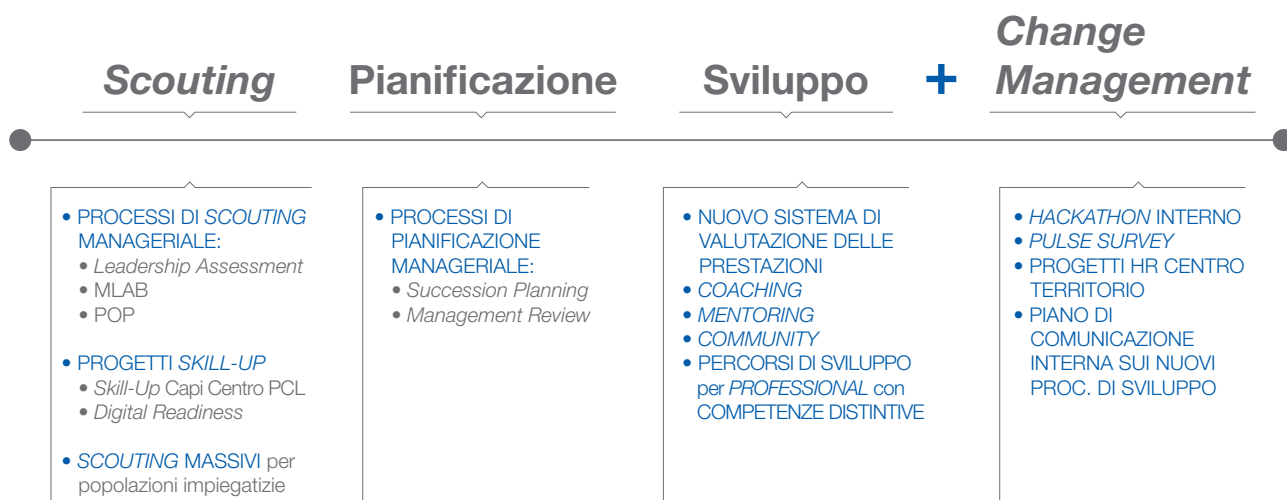 Scouting
Pianificazione
Sviluppo
+
Change
Management
• PROCESSI DI SCOUTING
MANAGERIALE:
• Leadership Assessment
• MLAB
• POP
• PROGETTI SKILL-UP
• Skill-Up Capi Centro PCL
• Digital Readiness
• SCOUTING MASSIVI per
popolazioni impiegatizie
• PROCESSI DI
PIANIFICAZIONE
MANAGERIALE:
• Succession Planning
• Management Review
• NUOVO SISTEMA DI
VALUTAZIONE DELLE
PRESTAZIONI
• COACHING
• MENTORING
• COMMUNITY
• PERCORSI DI SVILUPPO
per PROFESSIONAL con
COMPETENZE DISTINTIVE
• HACKATHON INTERNO
• PULSE SURVEY
• PROGETTI HR CENTRO
TERRITORIO
• PIANO DI
COMUNICAZIONE
INTERNA SUI NUOVI
PROC. DI SVILUPPO